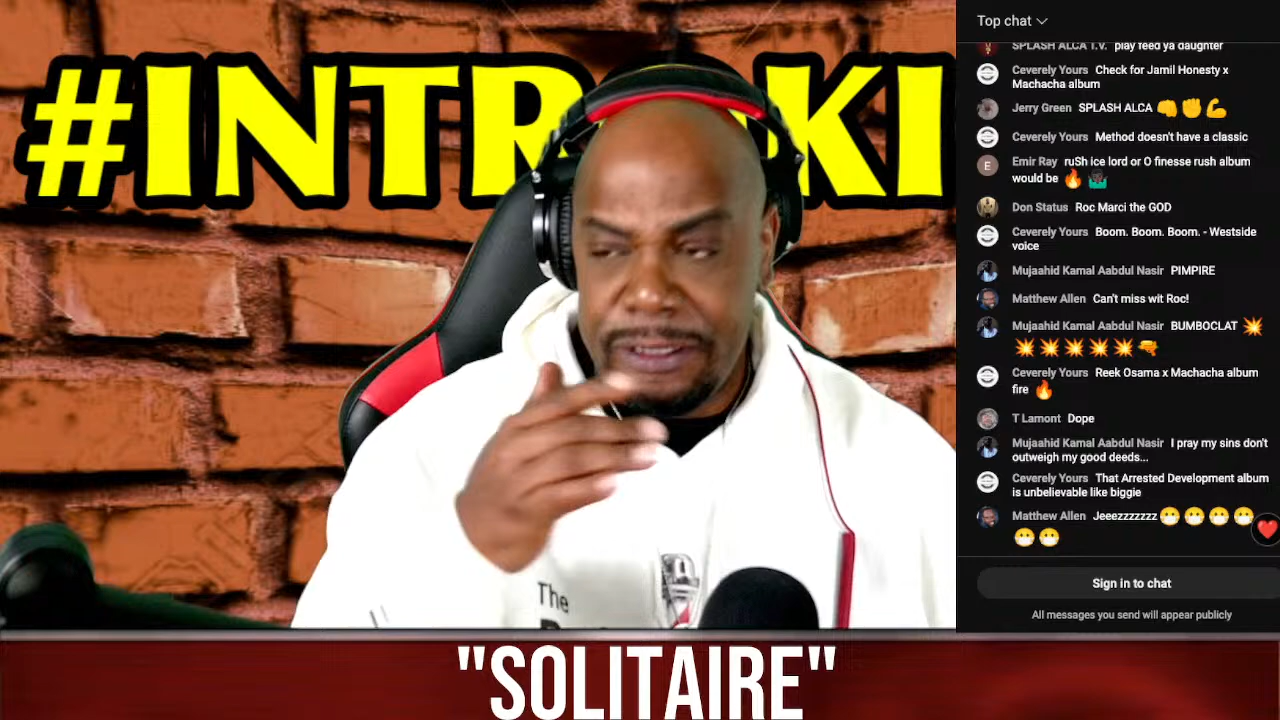 #INTR KI
Top chat
SPLASH ALCA T.V. play feed ya daughter
Ceverely Yours Check for Jamil Honesty x
Machacha album
Jerry Green SPLASH ALCA 👊✊💪
Ceverely Yours Method doesn't have a classic
E
Emir Ray ruSh ice lord or O finesse rush album
would be 🔥 🤷🏿‍♂️
Don Status Roc Marci the GOD
Ceverely Yours Boom. Boom. Boom. - Westside
voice
Mujaahid Kamal Aabdul Nasir PIMPIRE
Matthew Allen Can't miss wit Roc!
Mujaahid Kamal Aabdul Nasir BUMBOCLAT 💥
💥💥💥💥💥🔫
Ceverely Yours Reek Osama x Machacha album
fire 🔥
T Lamont Dope
Mujaahid Kamal Aabdul Nasir I pray my sins don't
outweigh my good deeds...
Ceverely Yours That Arrested Development album
is unbelievable like biggie
Matthew Allen Jeeezzzzzzz😷😷😷😷
😷😷
Sign in to chat
All messages you send will appear publicly
The
"SOLITAIRE"